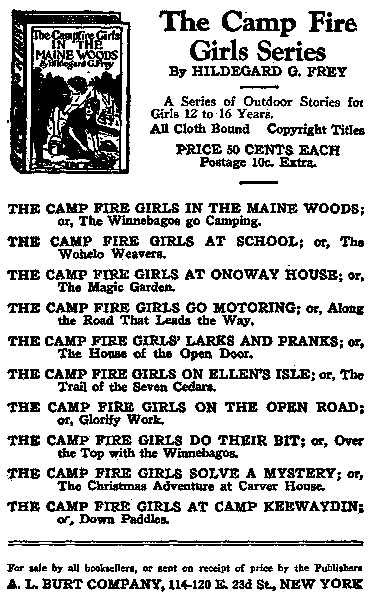 The Campfire Girls
IN THE
MAINE WOODS
By Hildegard G. Frey
The Camp Fire
Girls Series
By HILDEGARD G. FREY
A Series of Outdoor Stories for
Girls 12 to 16 Years.
All Cloth Bound Copyright Titles
PRICE 50 CENTS EACH
Postage 10c. Extra.
THE CAMP FIRE GIRLS IN THE MAINE WOODS;
or, The Winnebagos go Camping.
THE CAMP FIRE GIRLS AT SCHOOL; or, The
Wohelo Weavers.
THE CAMP FIRE GIRLS AT ONOWAY HOUSE; or,
The Magic Garden.
THE CAMP FIRE GIRLS GO MOTORING; or, Along
the Road That Leads the Way.
THE CAMP FIRE GIRLS' LARKS AND PRANKS; or,
The House of the Open Door.
THE CAMP FIRE GIRLS ON ELLEN'S ISLE; or, The
Trail of the Seven Cedars.
THE CAMP FIRE GIRLS ON THE OPEN ROAD;
or, Glorify Work.
THE CAMP FIRE GIRLS DO THEIR BIT; or, Over
the Top with the Winnebagos.
THE CAMP FIRE GIRLS SOLVE A MYSTERY; or,
The Christmas Adventure at Carver House.
THE CAMP FIRE GIRLS AT CAMP KEEWAYDIN;
or, Down Paddles.
For sale by all booksellers, or sent on receipt of price by the Publishers
A. L. BURT COMPANY, 114-120 E. 23d St., NEW YORK